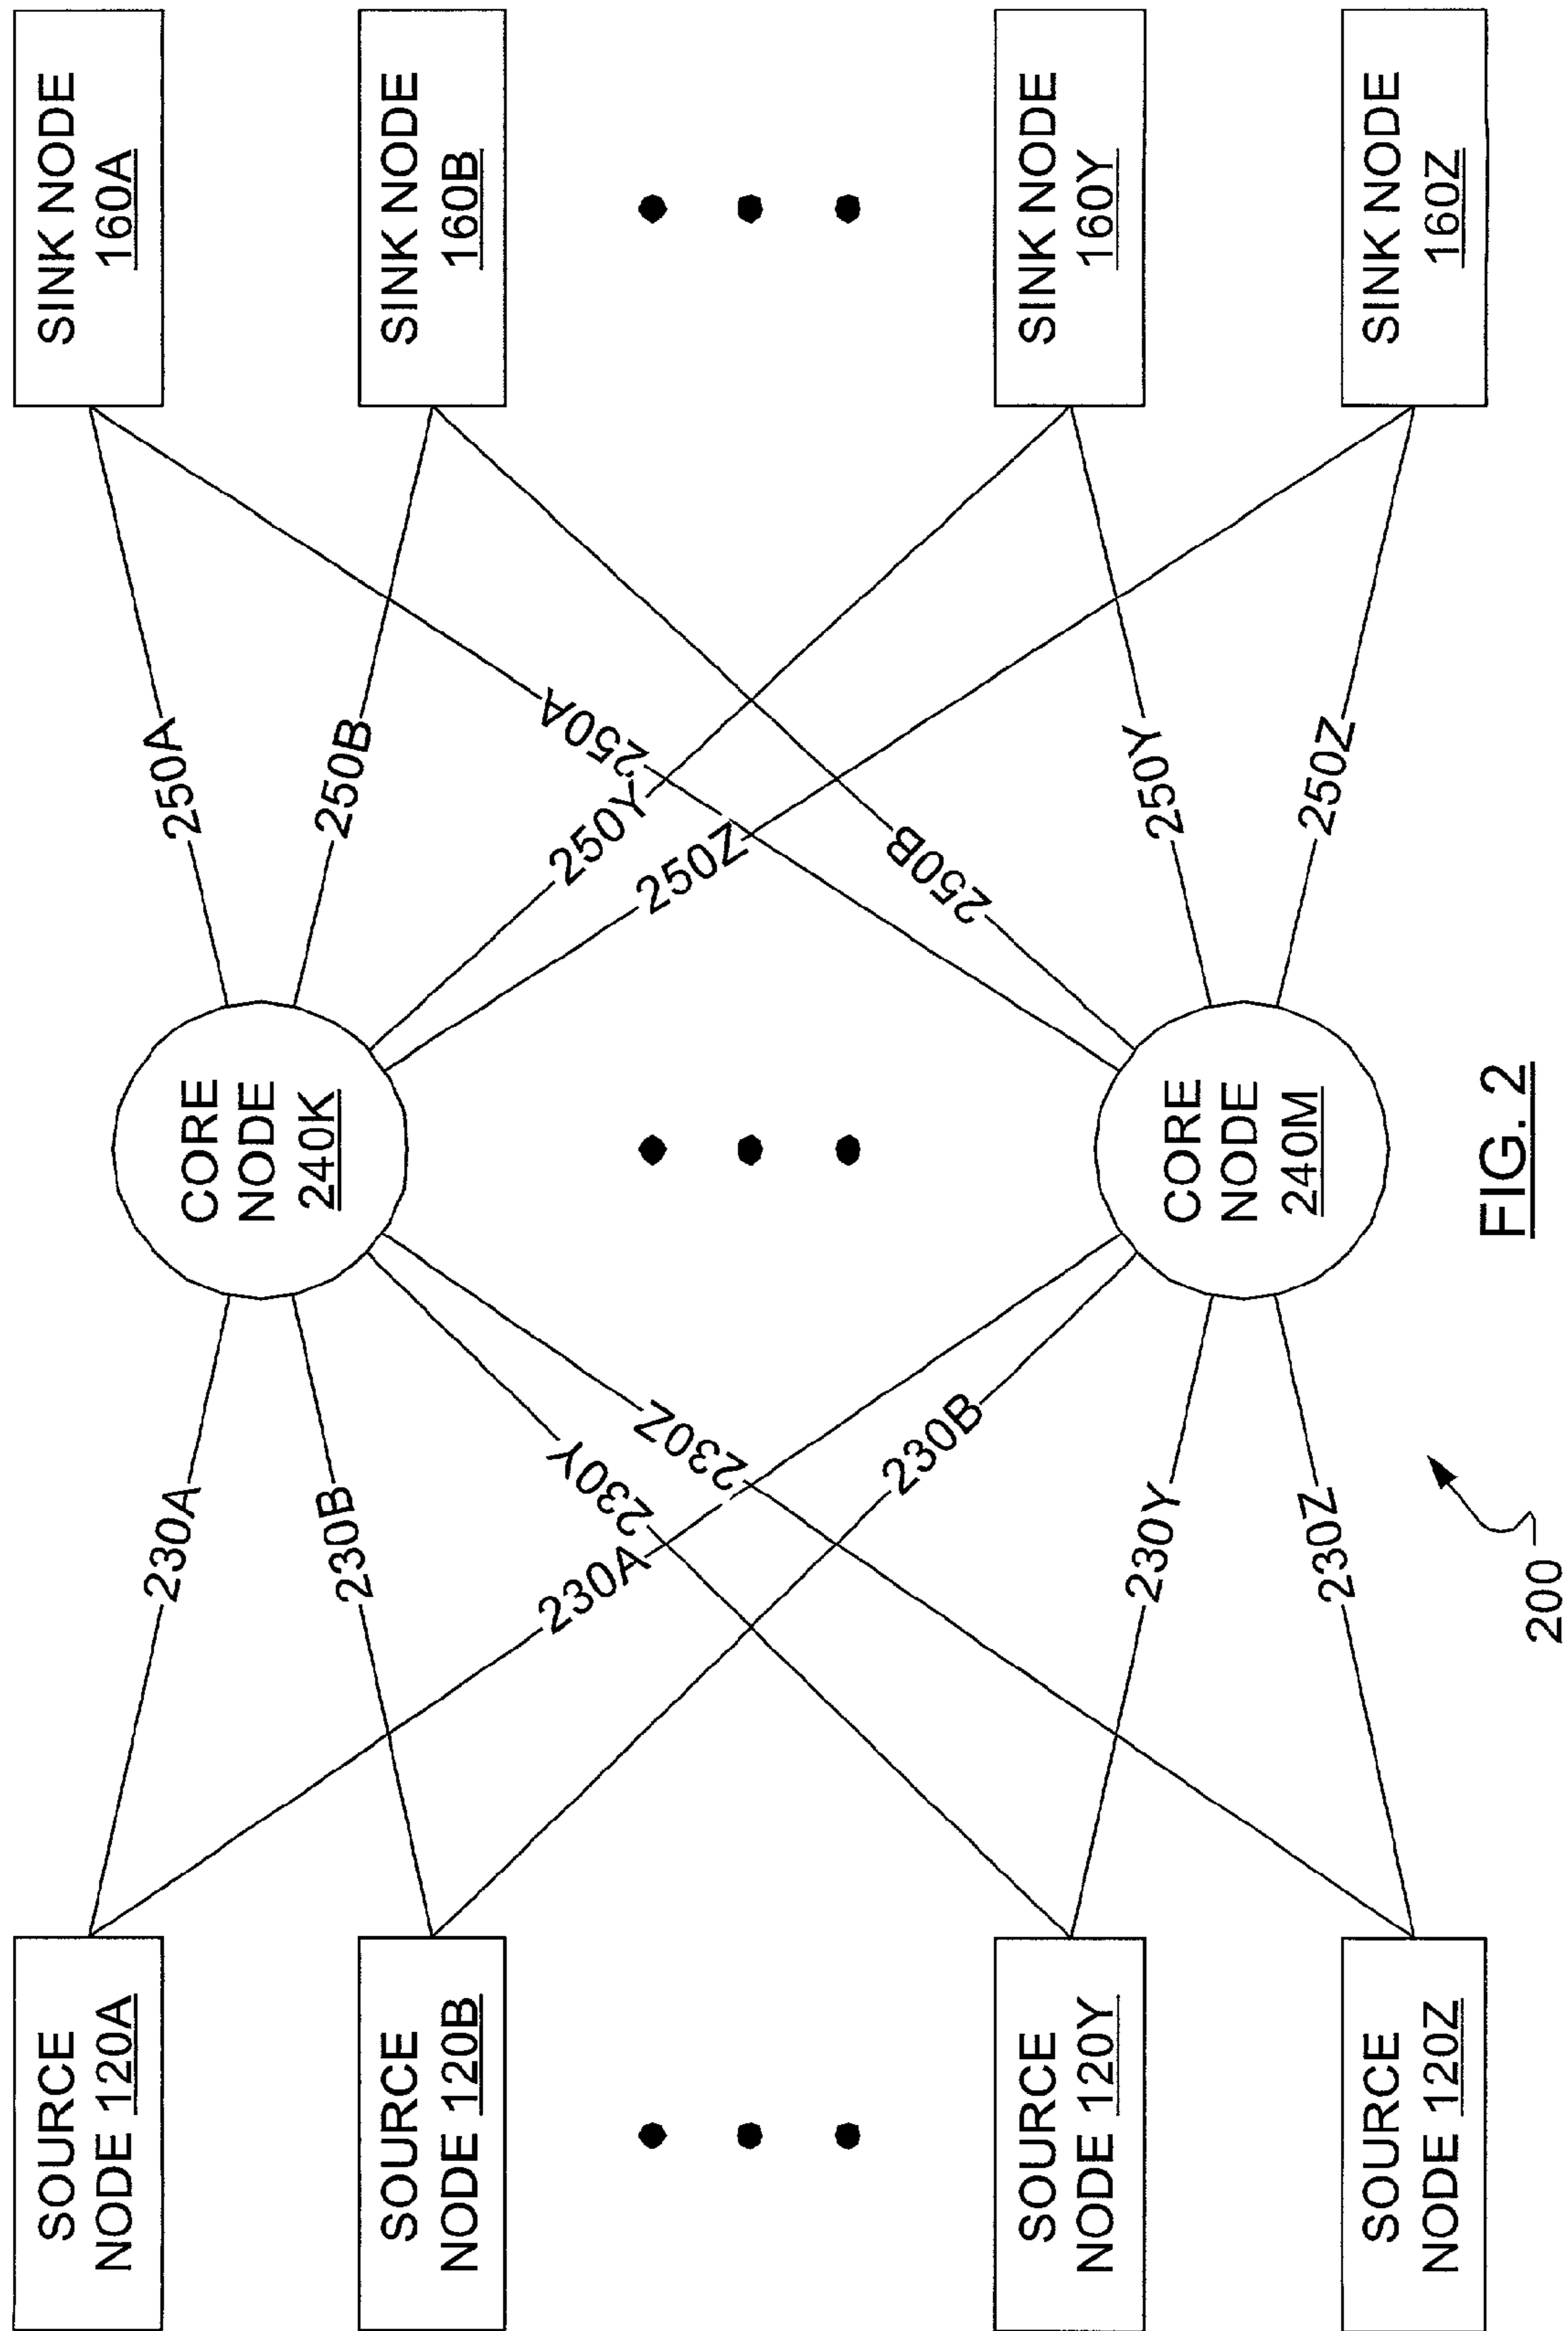 SOURCE
NODE 120A
SOURCE
NODE 120B
SOURCE
NODE 120Y
SOURCE
NODE 120Z
230A
230B
230A
230Y
230Z
230B
230Y
230Z
CORE
NODE
240K
CORE
NODE
240M
250A
250B
250Y
250Z
250A
250B
250Y
250Z
SINK NODE
160A
SINK NODE
160B
SINK NODE
160Y
SINK NODE
160Z
200
FIG. 2